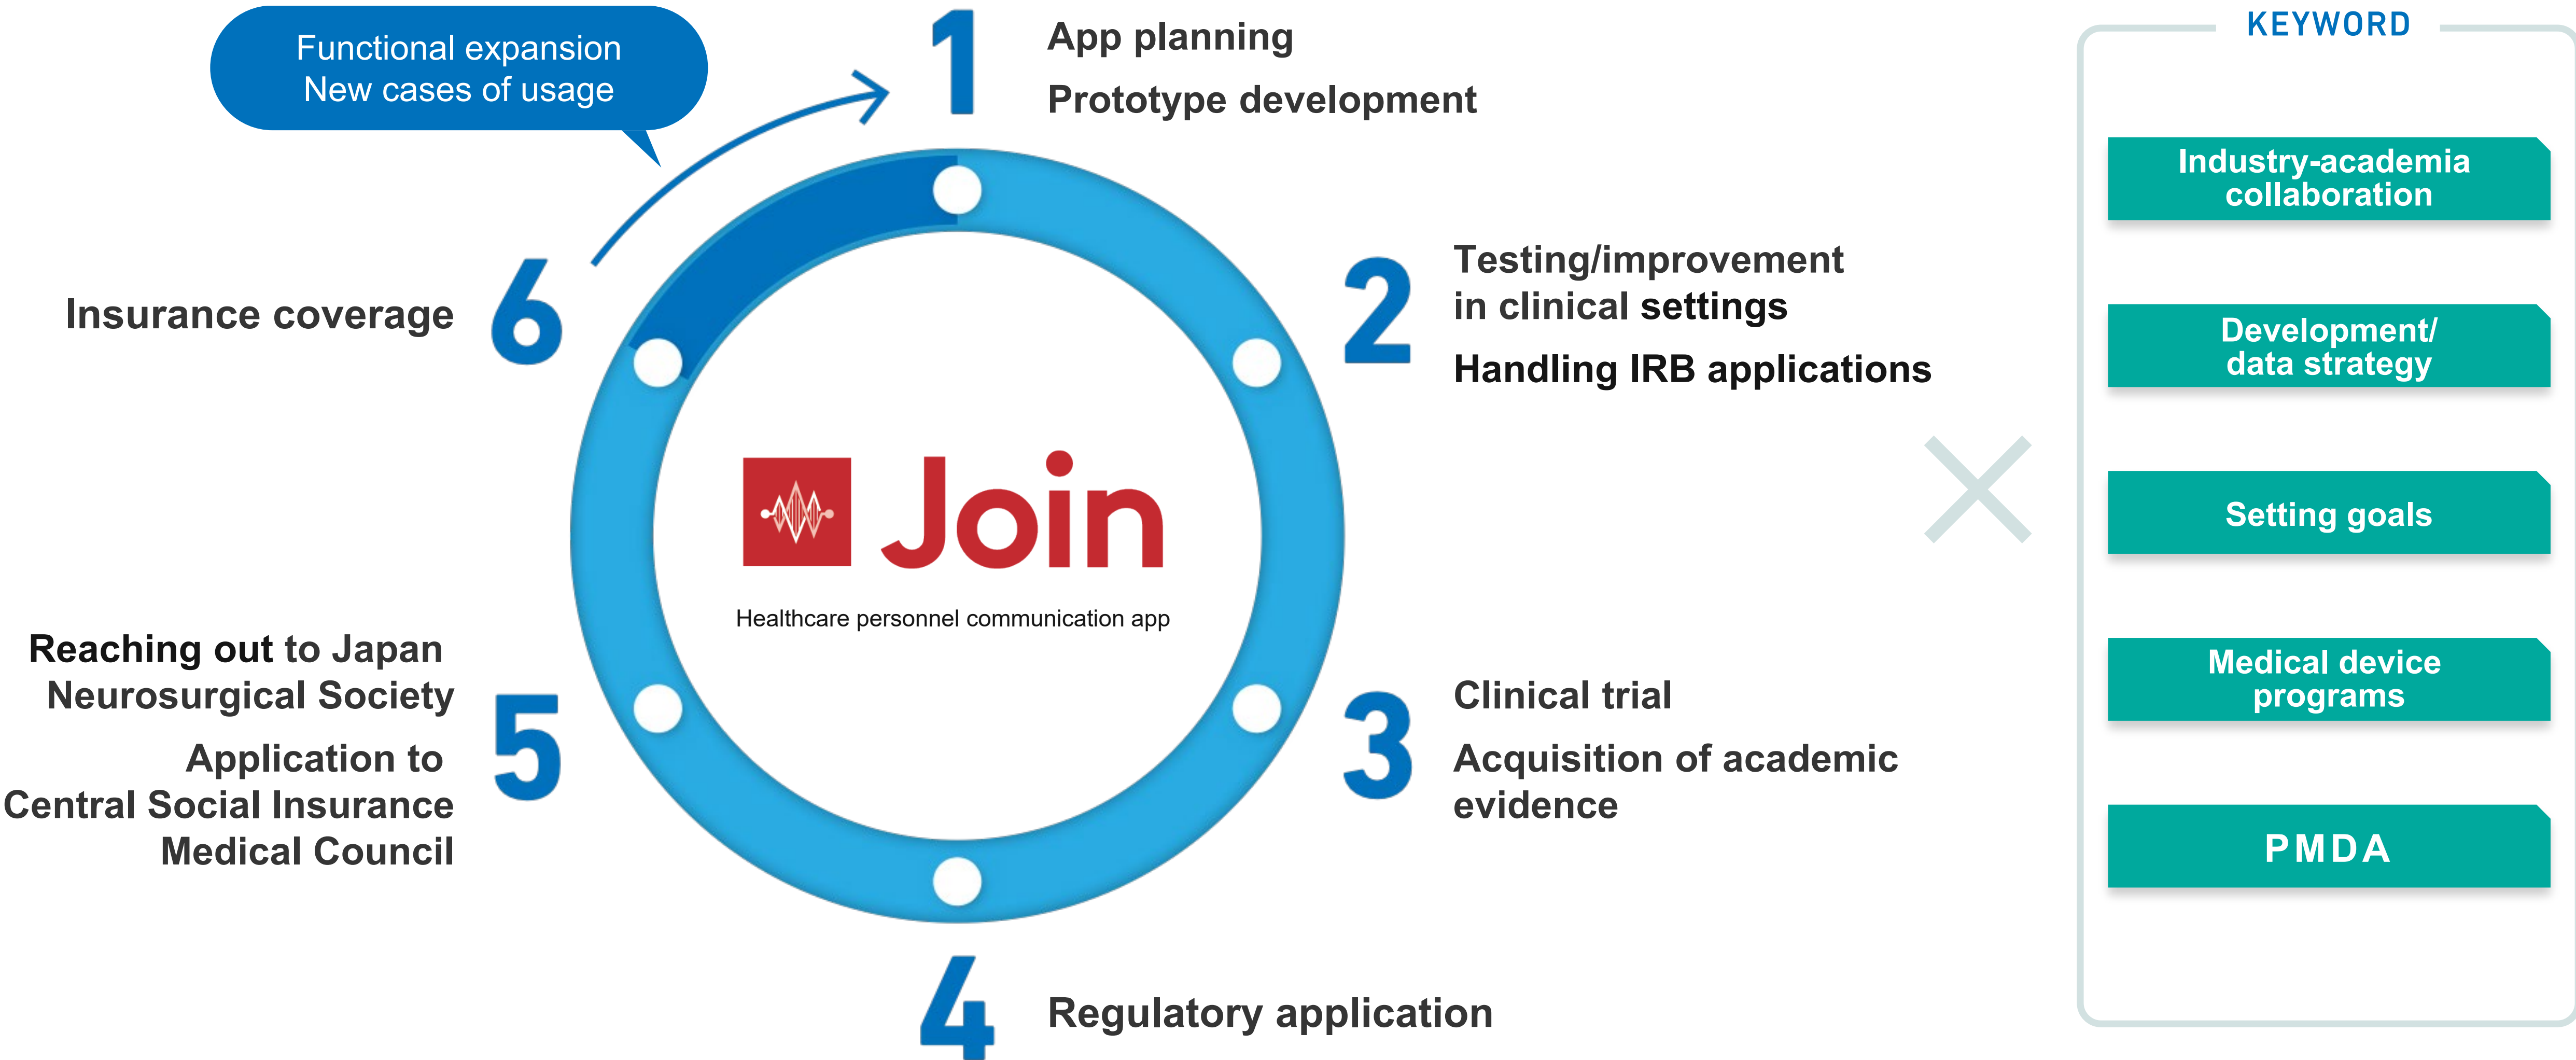 Functional expansion
New cases of usage
1
App planning
Prototype development
2
Testing/improvement
in clinical settings
Handling IRB applications
3
Clinical trial
Acquisition of academic
evidence
4
Regulatory application
5
Reaching out to Japan
Neurosurgical Society
Application to
Central Social Insurance
Medical Council
6
Insurance coverage
Join
Healthcare personnel communication app
KEYWORD
Industry-academia
collaboration
Development/
data strategy
Setting goals
Medical device
programs
PMDA